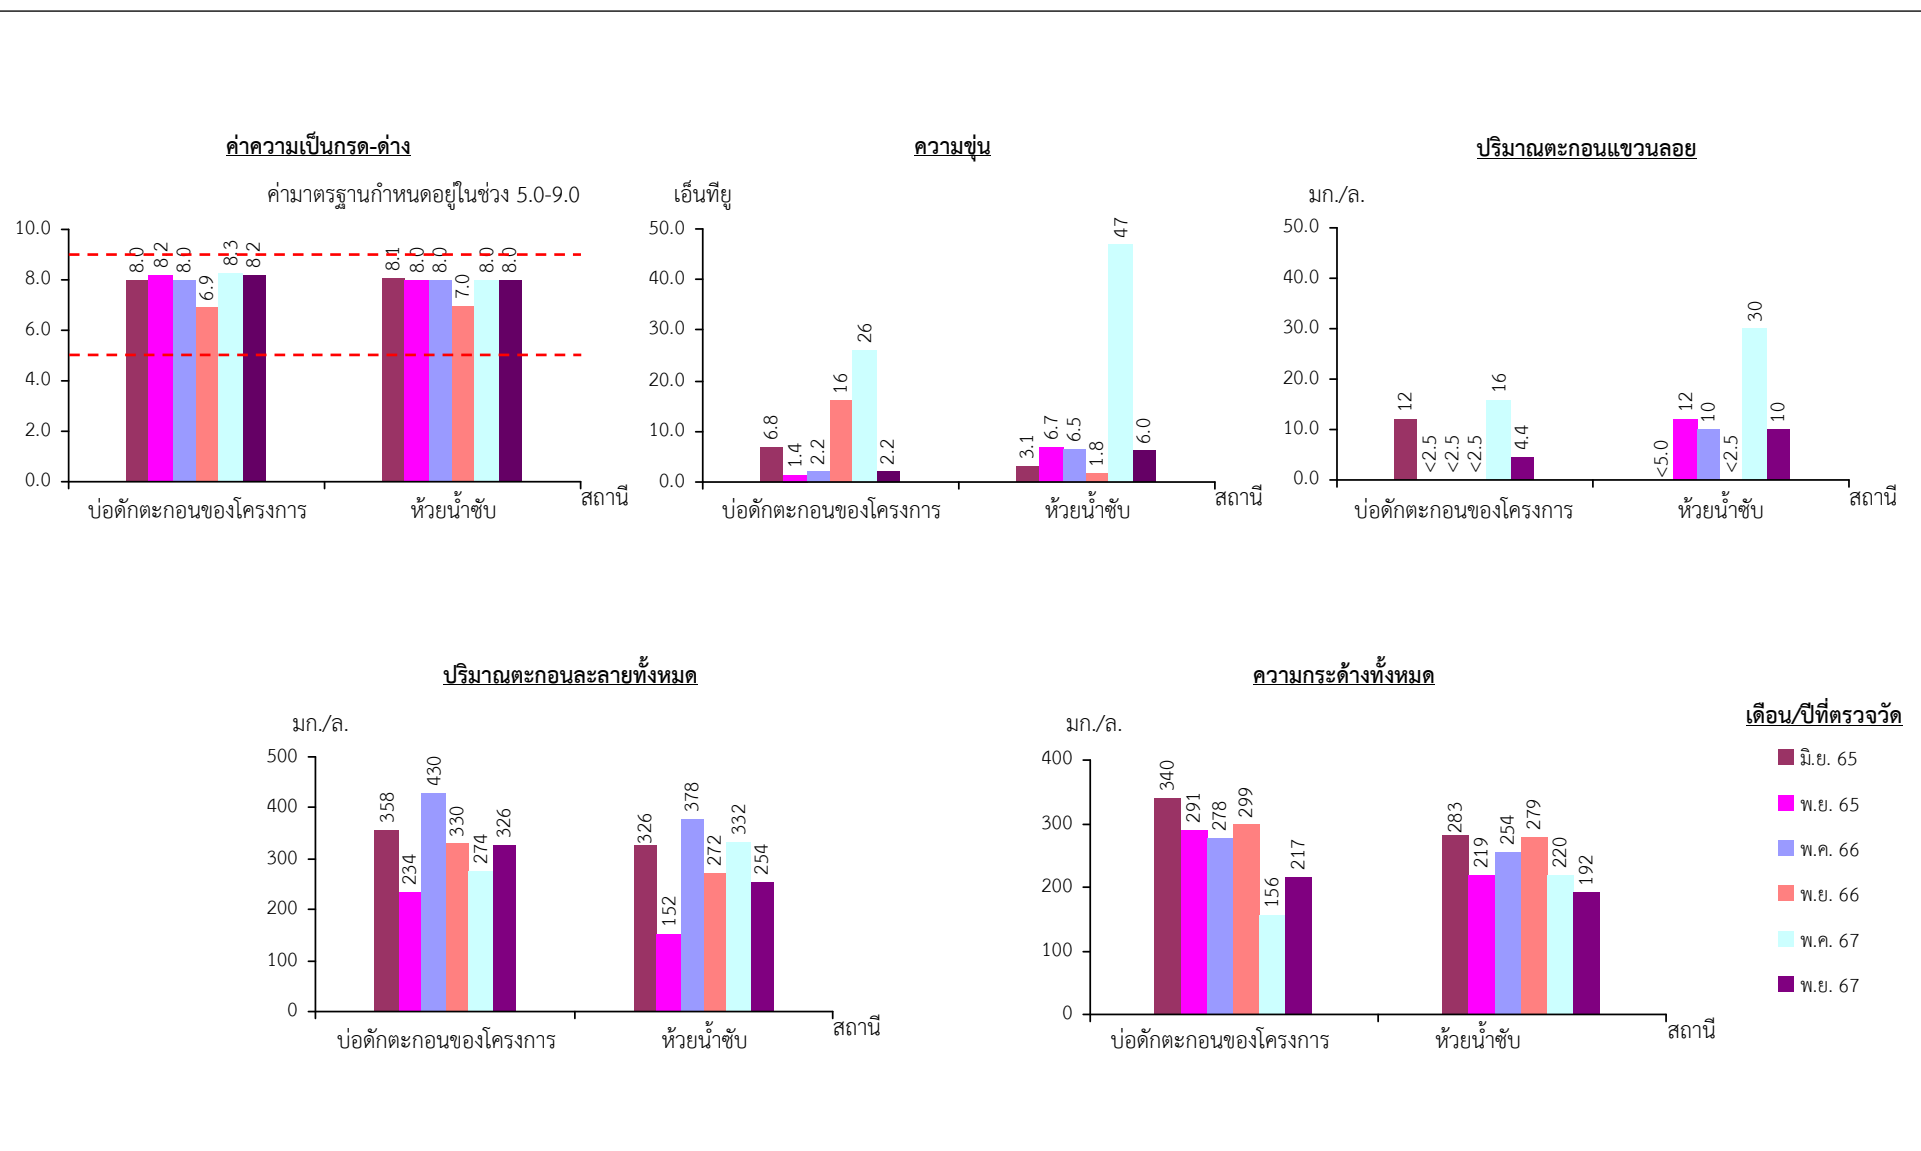 ค่าความเป็นกรด-ด่าง
ค่ามาตรฐานกำหนดอยู่ในช่วง 5.0-9.0
10.0
8.0
6.0
4.0
2.0
0.0
8.0 8.2 8.0 6.9 8.3 8.2
8.1 8.0 8.0 7.0 8.0 8.0
บ่อดักตะกอนของโครงการ ห้วยน้ำซับ สถานี
ความขุ่น
เอ็นทียู
50.0
40.0
30.0
20.0
10.0
0.0
6.8 1.4 2.2 16 26 2.2
3.1 6.7 6.5 1.8 47 6.0
บ่อดักตะกอนของโครงการ ห้วยน้ำซับ สถานี
ปริมาณตะกอนแขวนลอย
มก./ล.
50.0
40.0
30.0
20.0
10.0
0.0
12 <2.5 <2.5 <2.5 16 4.4
<5.0 12 10 <2.5 30 10
บ่อดักตะกอนของโครงการ ห้วยน้ำซับ สถานี
ปริมาณตะกอนละลายทั้งหมด
มก./ล.
500
400
300
200
100
0
358 234 430 330 274 326
326 152 378 272 332 254
บ่อดักตะกอนของโครงการ ห้วยน้ำซับ สถานี
ความกระด้างทั้งหมด
มก./ล.
400
300
200
100
0
340 291 278 299 156 217
283 219 254 279 220 192
บ่อดักตะกอนของโครงการ ห้วยน้ำซับ สถานี
เดือน/ปีที่ตรวจวัด
มิ.ย. 65
พ.ย. 65
พ.ค. 66
พ.ย. 66
พ.ค. 67
พ.ย. 67